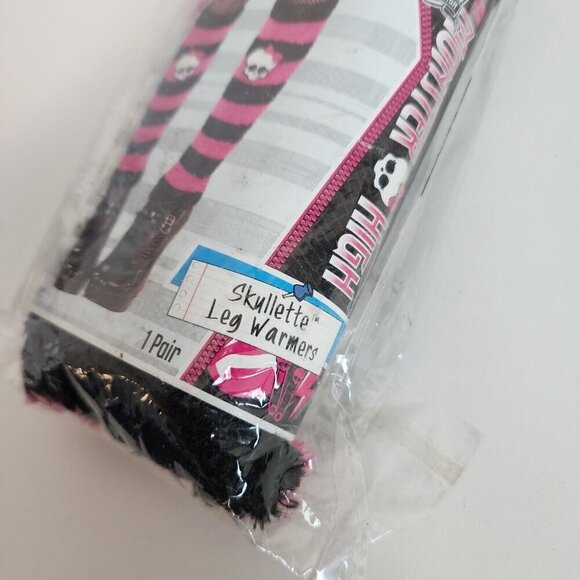 MONSTER
HIGH
Skullette™
Leg Warmers
1 Pair